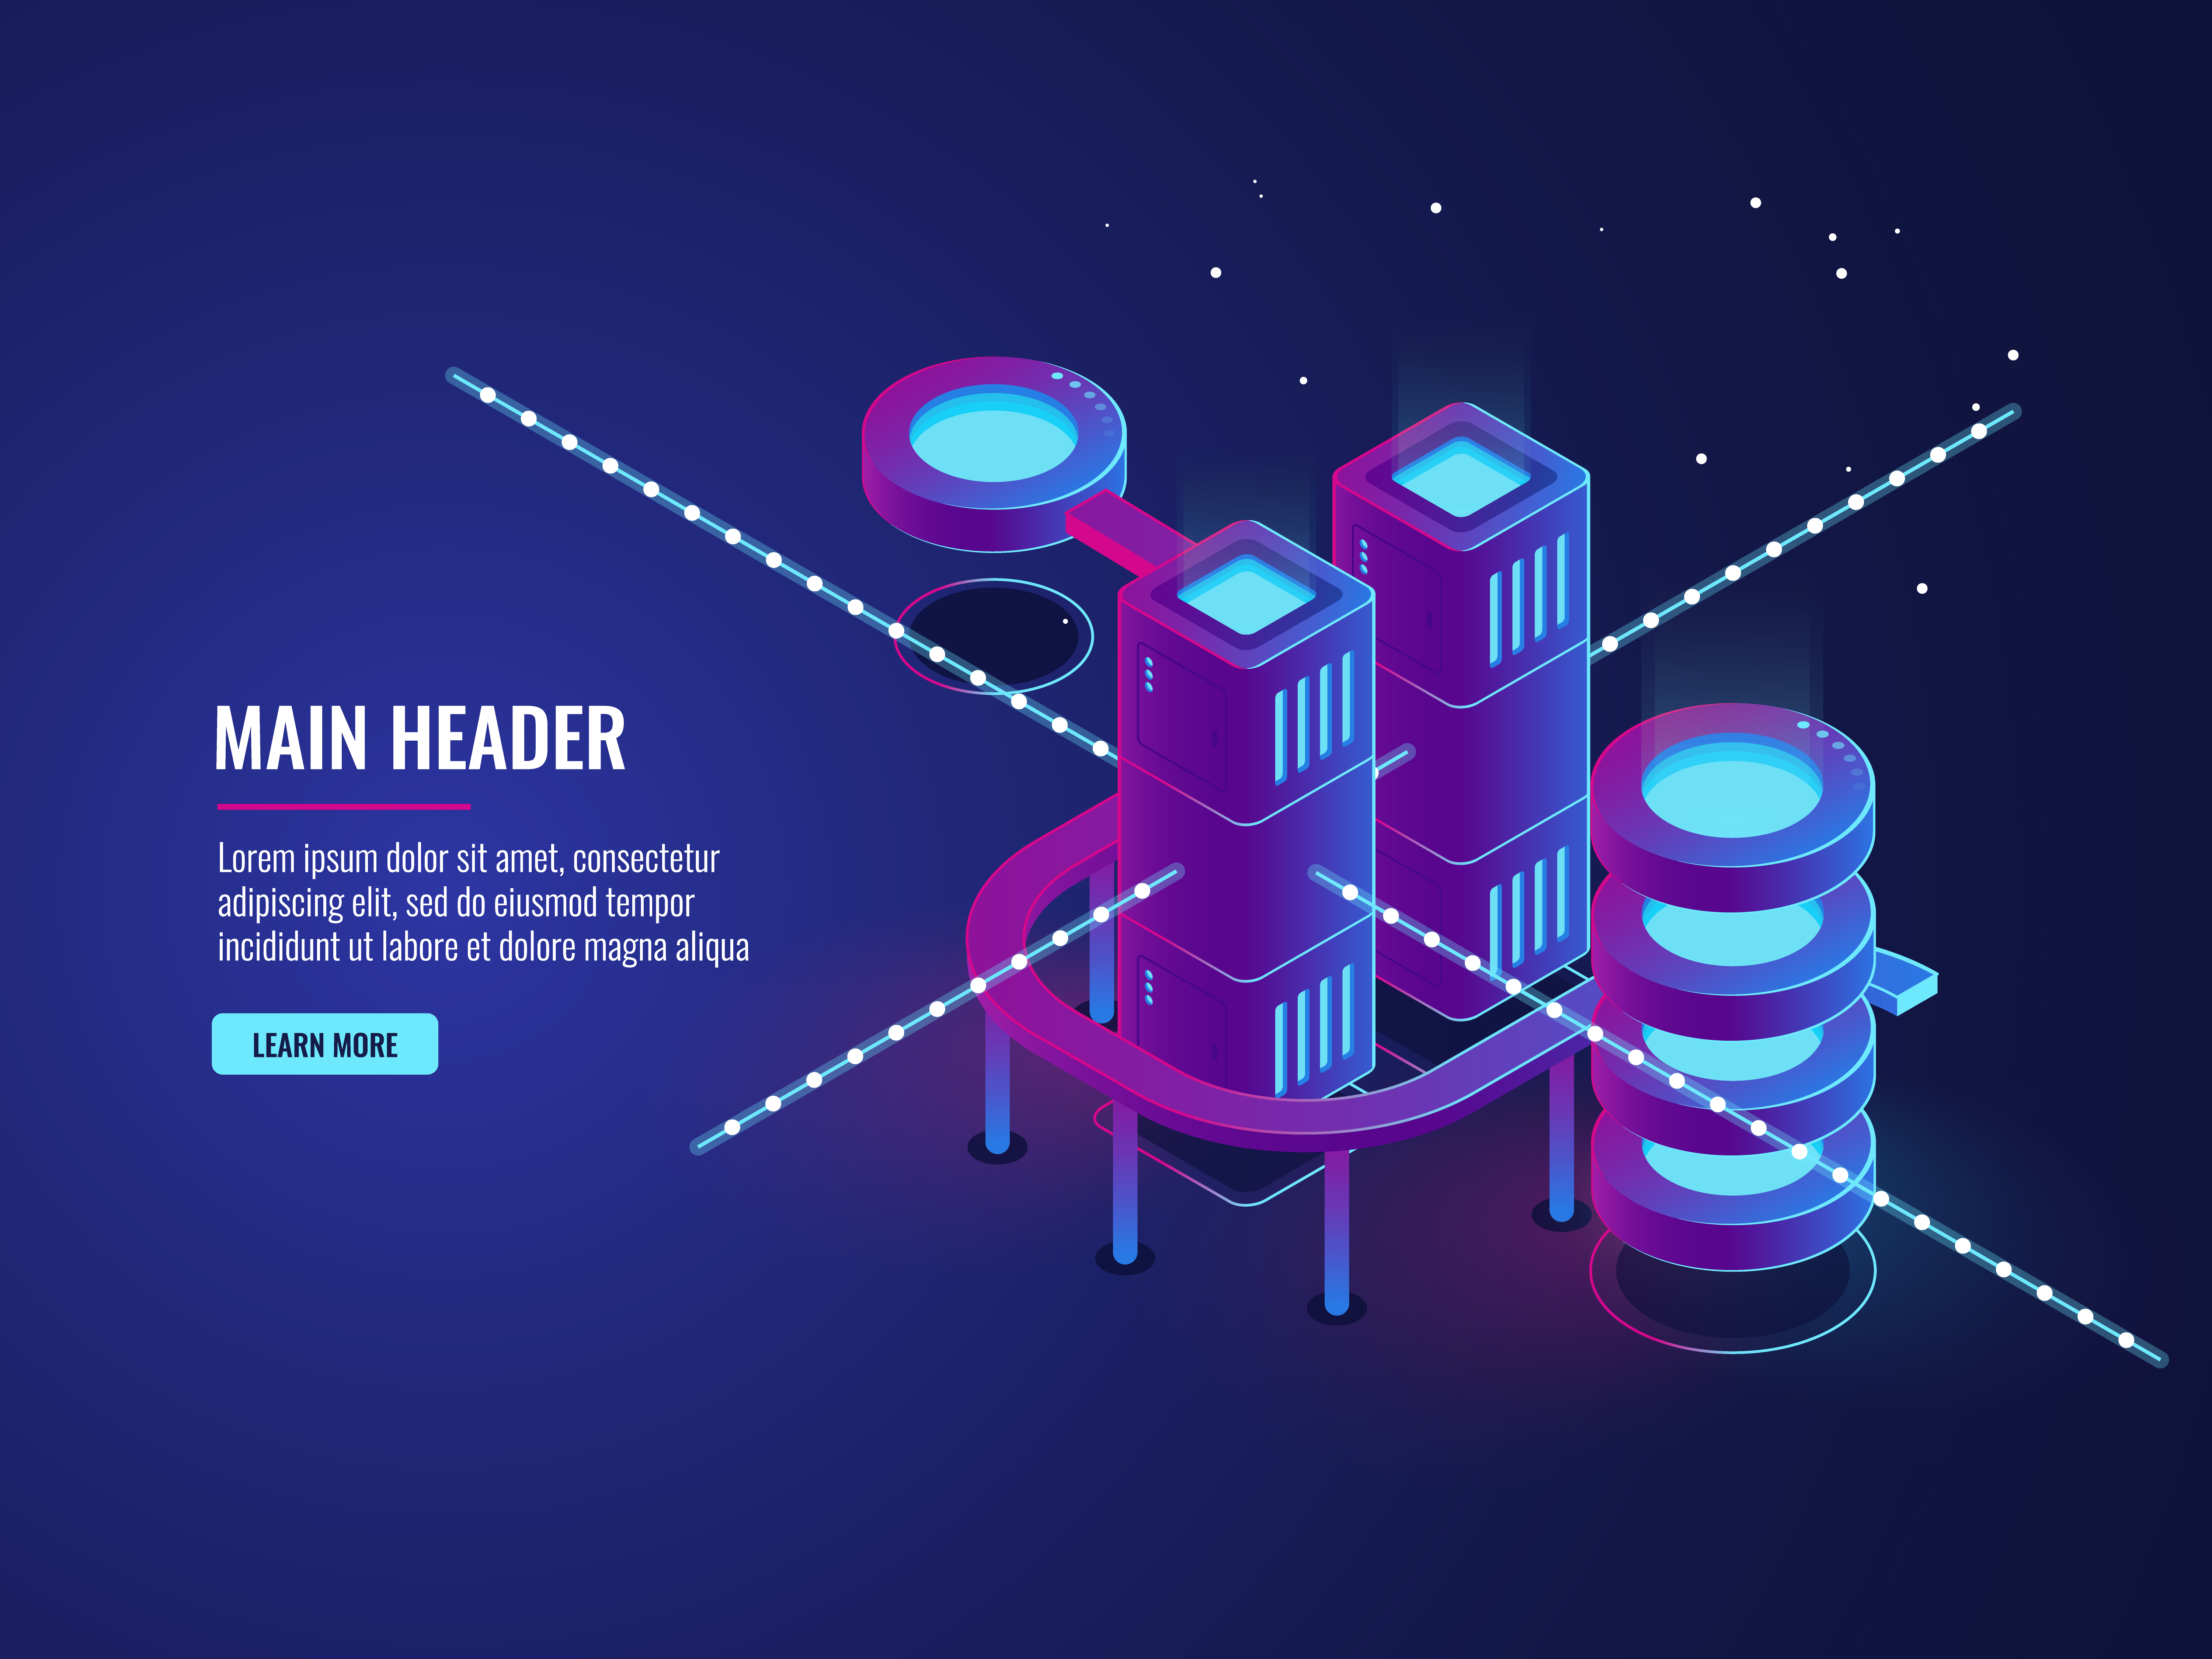 MAIN HEADER
Lorem ipsum dolor sit amet, consectetur
adipiscing elit, sed do eiusmod tempor
incididunt ut labore et dolore magna aliqua
LEARN MORE